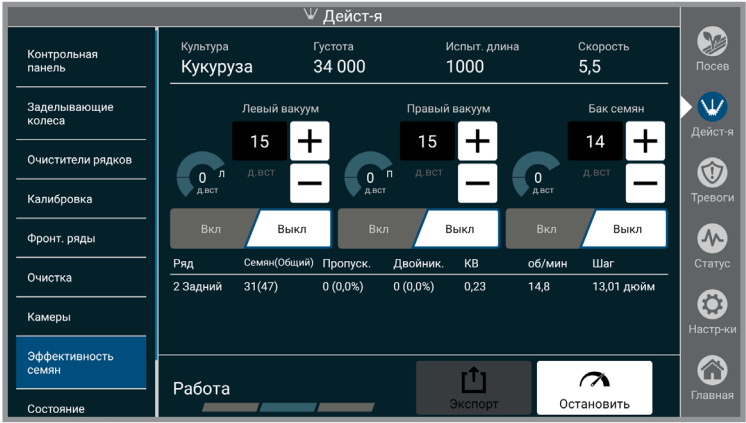 Дейст-я
Контрольная
панель
Заделывающие
колеса
Очистители рядков
Калибровка
Фронт. ряды
Очистка
Камеры
Эффективность
семян
Состояние
Культура Густота Испыт. длина Скорость
Кукуруза 34 000 1000 5,5
Левый вакуум Правый вакуум Бак семян
15 + 15 + 14 +
д.вст д.вст д.вст
0 Л 0 П 0
д.вст д.вст д.вст
Вкл Выкл Вкл Выкл Вкл Выкл
Ряд Семян(Общий) Пропуск. Двойник. КВ об/мин Шаг
2 Задний 31(47) 0 (0,0%) 0 (0,0%) 0,23 14,8 13,01 дюйм
Работа
Экспорт
Остановить
Посев
Дейст-я
Тревоги
Статус
Настр-ки
Главная